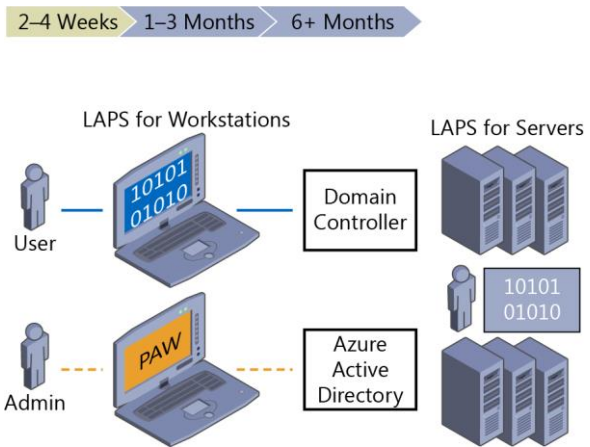 2–4 Weeks
1–3 Months
6+ Months
LAPS for Workstations
LAPS for Servers
10101
01010
User
Domain
Controller
10101
01010
PAW
Admin
Azure
Active
Directory